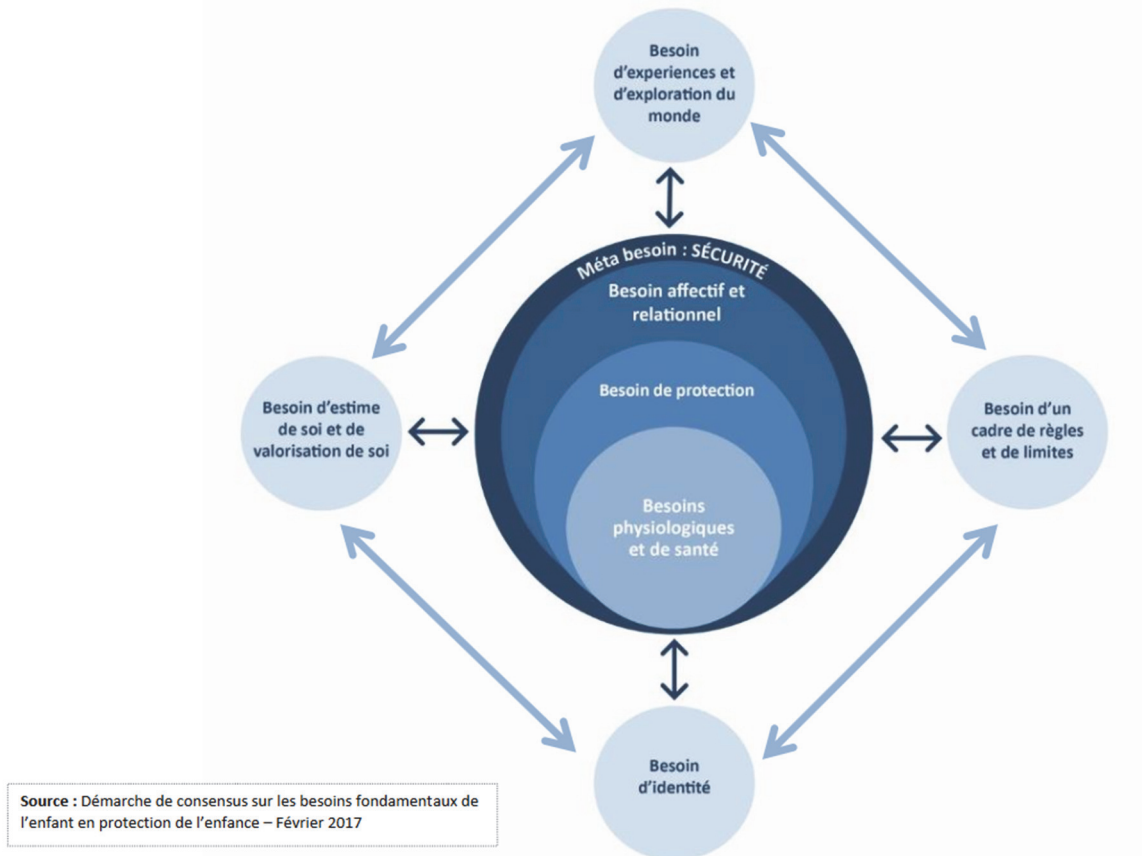 Besoin
d'experiences et
d'exploration du
monde
Méta besoin : SÉCURITÉ
Besoin affectif et
relationnel
Besoin de protection
Besoins
physiologiques
et de santé
Besoin d'estime
de soi et de
valorisation de soi
Besoin d'un
cadre de règles
et de limites
Besoin
d'identité
Source : Démarche de consensus sur les besoins fondamentaux de
l'enfant en protection de l'enfance – Février 2017